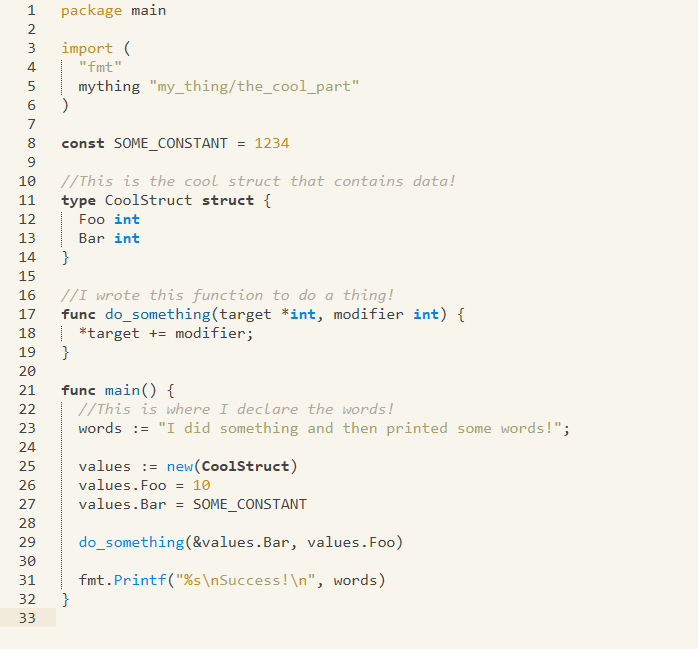 1 package main
2
3 import (
4 "fmt"
5 mything "my_thing/the_cool_part"
6 )
7
8 const SOME_CONSTANT = 1234
9
10 //This is the cool struct that contains data!
11 type CoolStruct struct {
12 Foo int
13 Bar int
14 }
15
16 //I wrote this function to do a thing!
17 func do_something(target *int, modifier int) {
18 *target += modifier;
19 }
20
21 func main() {
22 //This is where I declare the words!
23 words := "I did something and then printed some words!";
24
25 values := new(CoolStruct)
26 values.Foo = 10
27 values.Bar = SOME_CONSTANT
28
29 do_something(&values.Bar, values.Foo)
30
31 fmt.Printf("%s\nSuccess!\n", words)
32 }
33